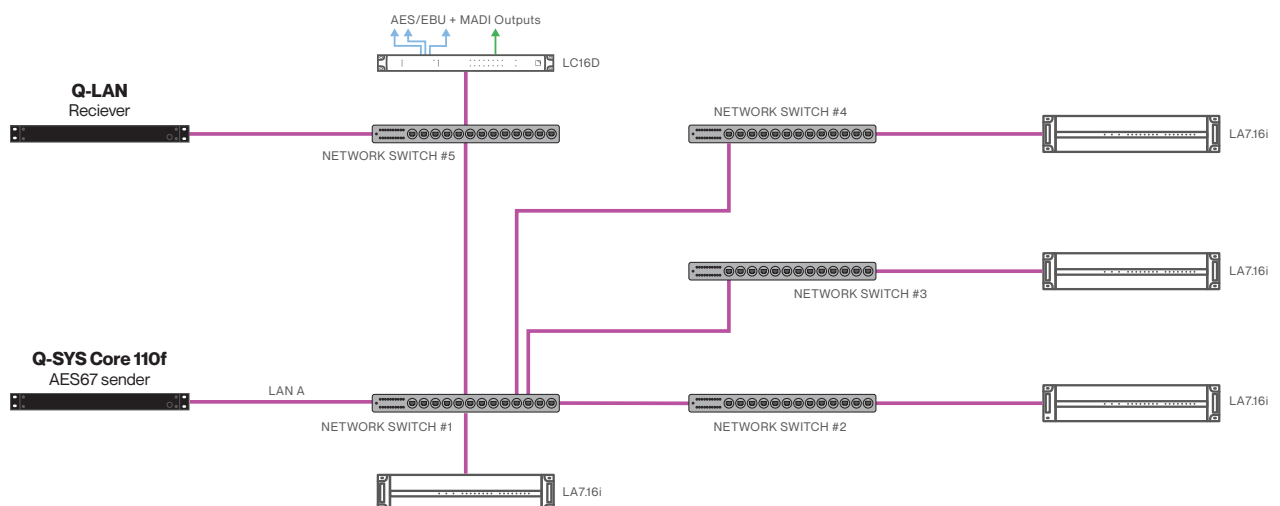 AES/EBU + MADI Outputs
LC16D
Q-LAN
Reciever
NETWORK SWITCH #5
NETWORK SWITCH #4
LA7.16i
NETWORK SWITCH #3
LA7.16i
Q-SYS Core 110f
AES67 sender
LAN A
NETWORK SWITCH #1
NETWORK SWITCH #2
LA7.16i
LA7.16i